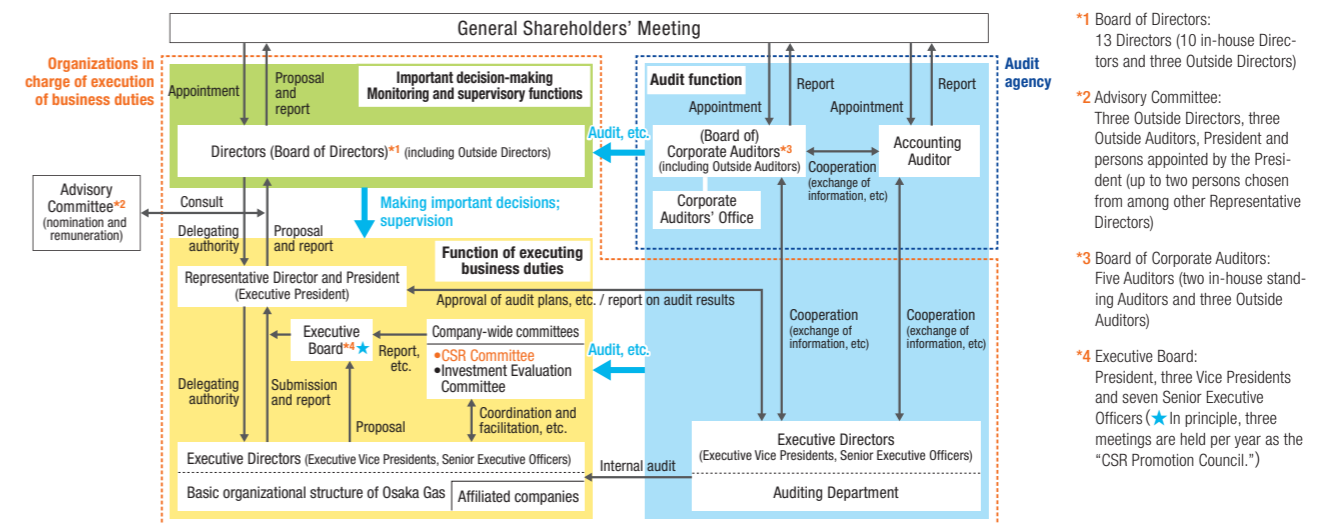 General Shareholders' Meeting
Organizations in
charge of execution
of business duties
Appointment
Proposal
and
report
Important decision-making
Monitoring and supervisory functions
Directors (Board of Directors)*1 (including Outside Directors)
Audit function
Audit
agency
Appointment
Report
Appointment
Report
(Board of)
Corporate Auditors*3
(including Outside Auditors)
Accounting
Auditor
Audit, etc.
Cooperation
(exchange of
information, etc)
Corporate
Auditors' Office
Advisory
Committee*2
(nomination and
remuneration)
Consult
Delegating
authority
Proposal
and report
Making important decisions;
supervision
Function of executing
business duties
Representative Director and President
(Executive President)
Approval of audit plans, etc. / report on audit results
Executive
Board*4★
Report,
etc.
Company-wide committees
•CSR Committee
•Investment Evaluation
Committee
Audit, etc.
Cooperation
(exchange of
information, etc)
Cooperation
(exchange of
information, etc)
Delegating
authority
Submission
and report
Proposal
Coordination and
facilitation, etc.
Executive Directors (Executive Vice Presidents, Senior Executive Officers)
Basic organizational structure of Osaka Gas
Affiliated companies
Internal audit
Executive Directors
(Executive Vice Presidents, Senior Executive Officers)
Auditing Department
*1 Board of Directors:
13 Directors (10 in-house Direc-
tors and three Outside Directors)
*2 Advisory Committee:
Three Outside Directors, three
Outside Auditors, President and
persons appointed by the Presi-
dent (up to two persons chosen
from among other Representative
Directors)
*3 Board of Corporate Auditors:
Five Auditors (two in-house stand-
ing Auditors and three Outside
Auditors)
*4 Executive Board:
President, three Vice Presidents
and seven Senior Executive
Officers (★In principle, three
meetings are held per year as the
“CSR Promotion Council.”)